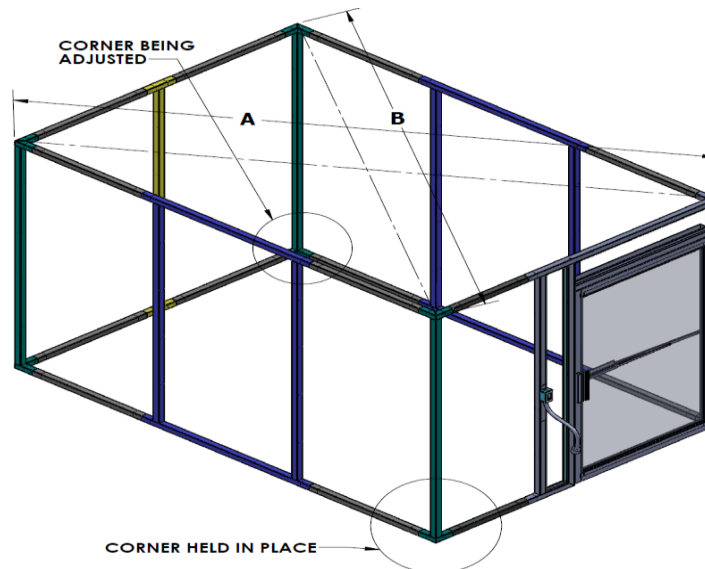 CORNER BEING
ADJUSTED
A
B
CORNER HELD IN PLACE